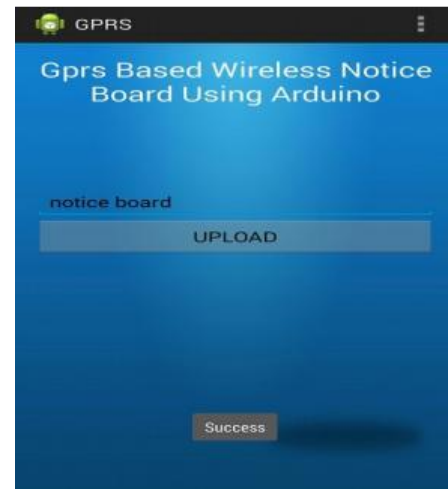 GPRS
Gprs Based Wireless Notice
Board Using Arduino
notice board
UPLOAD
Success